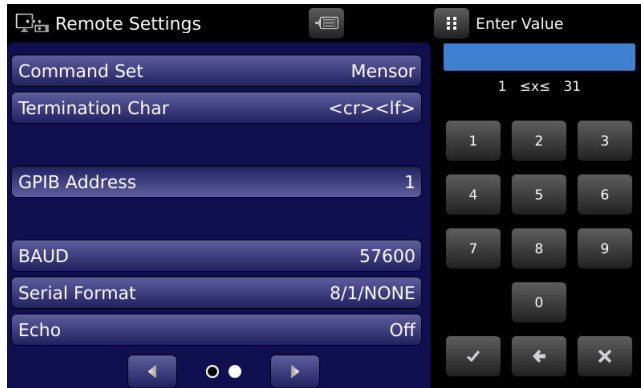 Remote Settings
Command Set Mensor
Termination Char <cr><lf>
GPIB Address 1
BAUD 57600
Serial Format 8/1/NONE
Echo Off
Enter Value
1 ≤x≤ 31
1 2 3
4 5 6
7 8 9
0